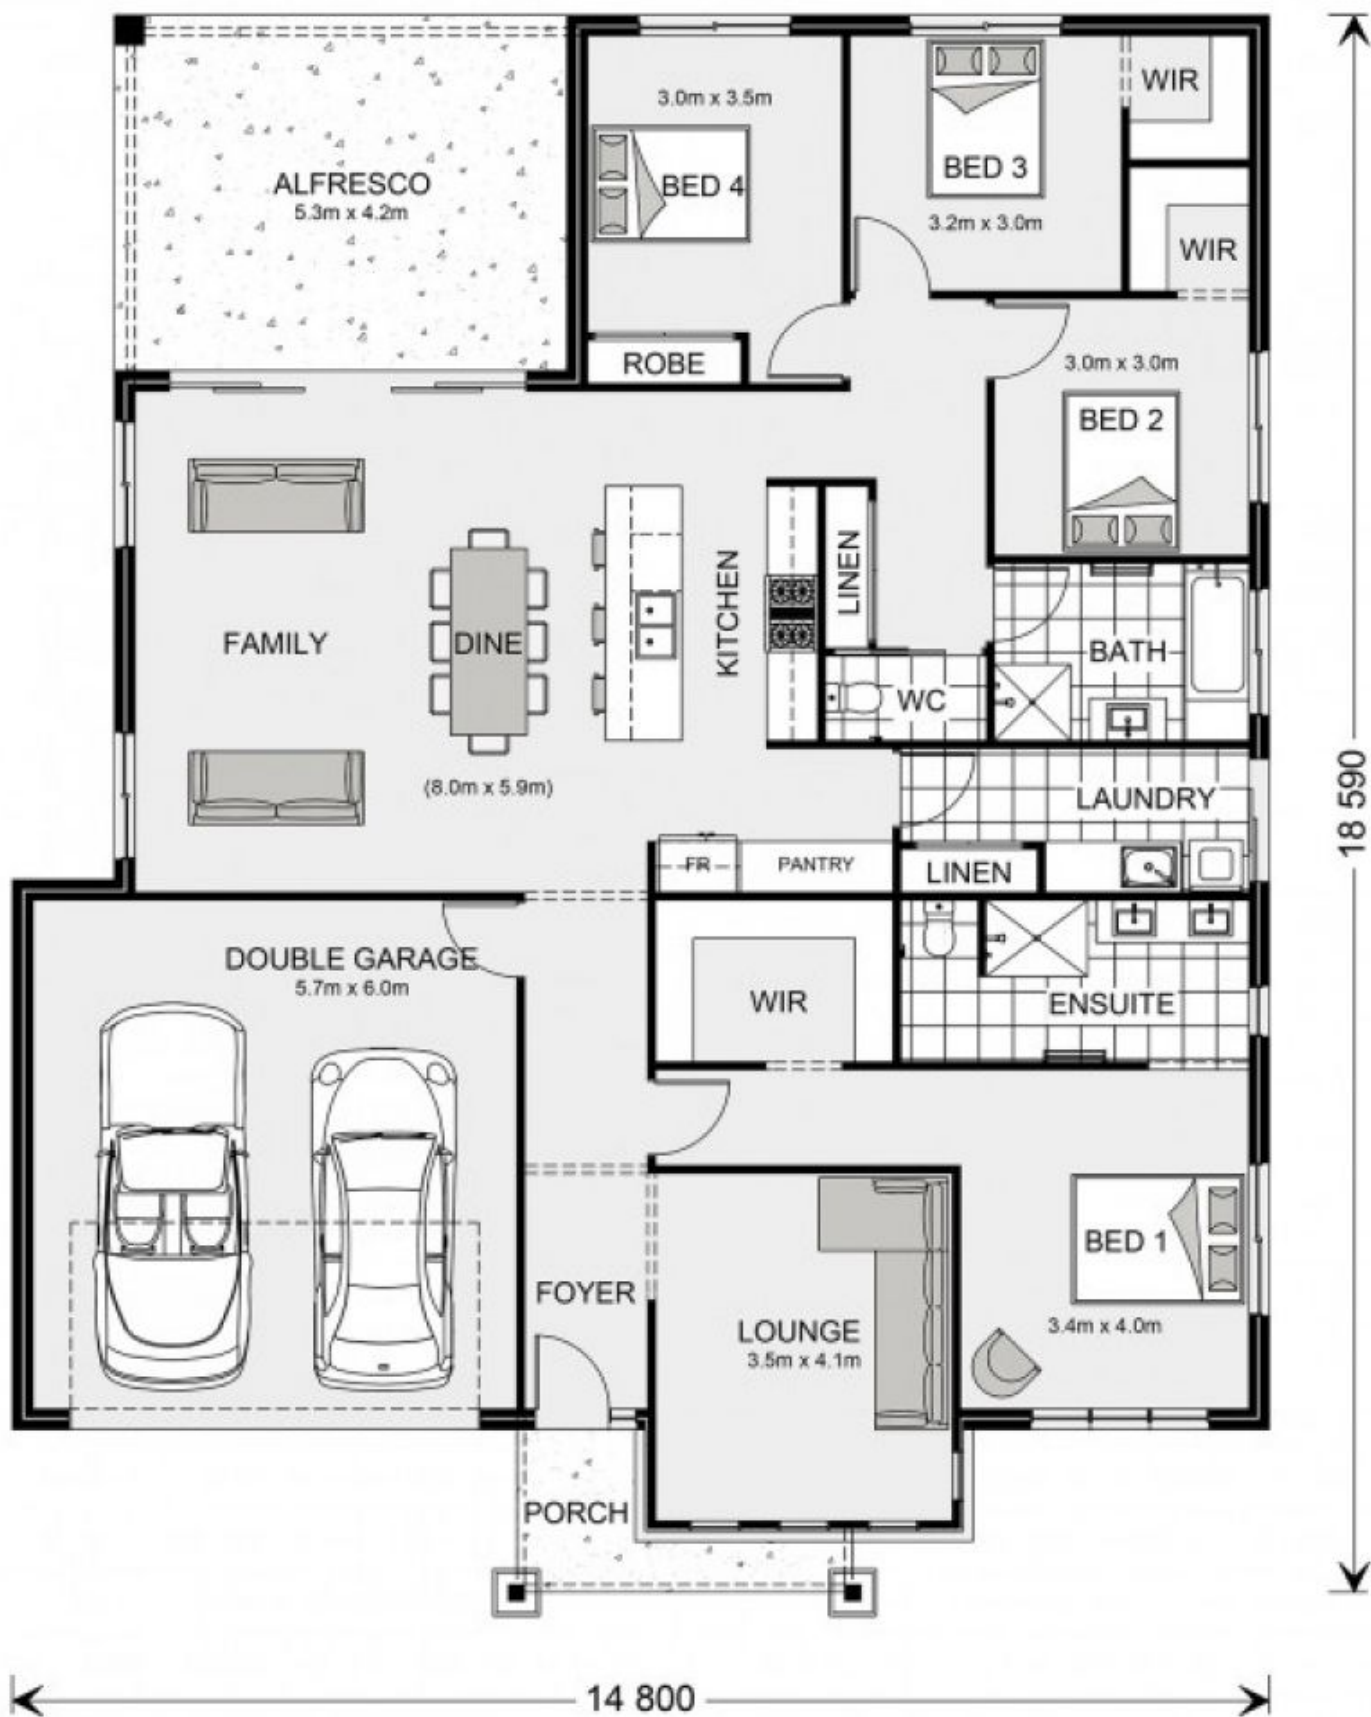 WIR
3.0m x 3.5m
BED 4
BED 3
3.2m x 3.0m
ALFRESCO
5.3m x 4.2m
WIR
ROBE
3.0m x 3.0m
BED 2
FAMILY
DINE
(8.0m x 5.9m)
KITCHEN
LINEN
WC
BATH
LAUNDRY
FR
PANTRY
LINEN
18 590
DOUBLE GARAGE
5.7m x 6.0m
WIR
ENSUITE
FOYER
LOUNGE
3.5m x 4.1m
BED 1
3.4m x 4.0m
PORCH
14 800